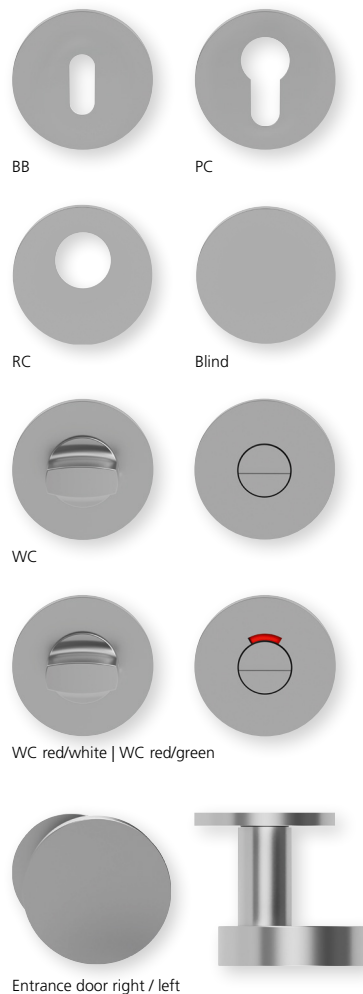 BB
PC
RC
Blind
WC
WC red/white | WC red/green
Entrance door right / left